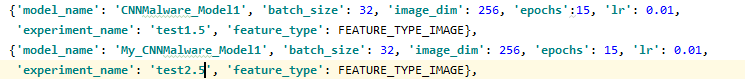 {'model_name': 'CNNMalware_Model1', 'batch_size': 32, 'image_dim': 256, 'epochs':15, 'lr': 0.01,
'experiment_name': 'test1.5', 'feature_type': FEATURE_TYPE_IMAGE},
{'model_name': 'My_CNNMalware_Model1', 'batch_size': 32, 'image_dim': 256, 'epochs': 15, 'lr': 0.01,
'experiment_name': 'test2.5', 'feature_type': FEATURE_TYPE_IMAGE},